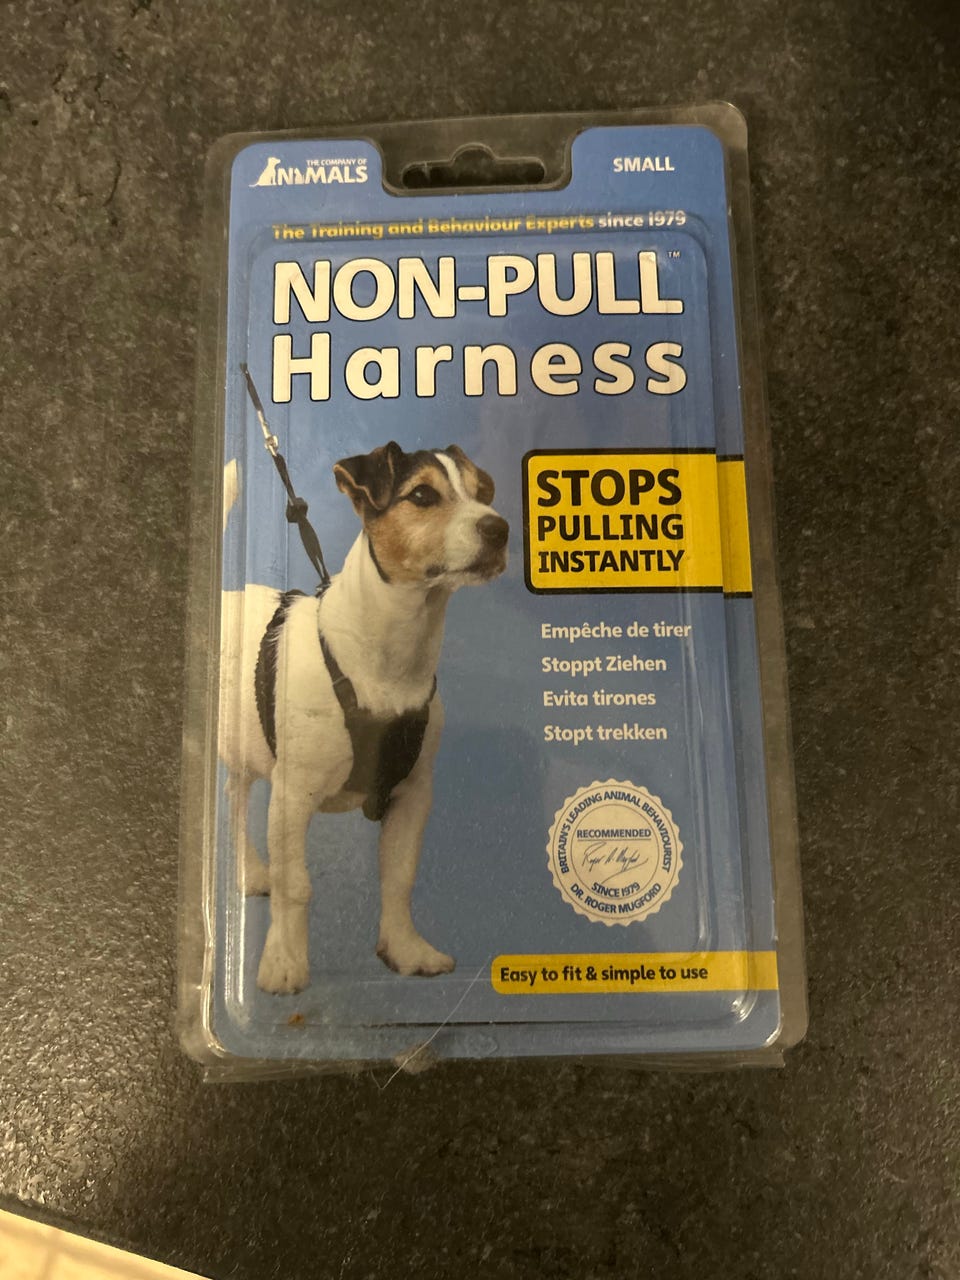 THE COMPANY OF
ANIMALS
SMALL
The Training and Behaviour Experts since 1979
NON-PULL™
Harness
STOPS
PULLING
INSTANTLY
Empêche de tirer
Stoppt Ziehen
Evita tirones
Stopt trekken
BRITAIN'S LEADING ANIMAL BEHAVIOURIST
RECOMMENDED
Roger A. Mugford
SINCE 1979
DR. ROGER MUGFORD
Easy to fit & simple to use